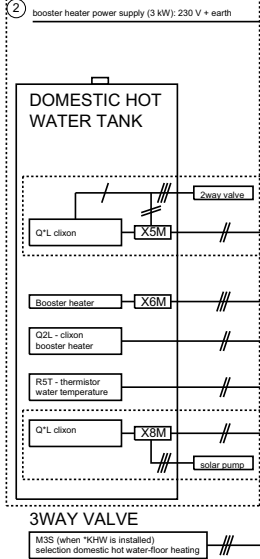 2
booster heater power supply (3 kW): 230 V + earth
DOMESTIC HOT
WATER TANK
2way valve
Q*L clixon
X5M
Booster heater
X6M
Q2L - clixon
booster heater
R5T - thermistor
water temperature
Q*L clixon
X8M
solar pump
3WAY VALVE
M3S (when *KHW is installed)
selection domestic hot water-floor heating